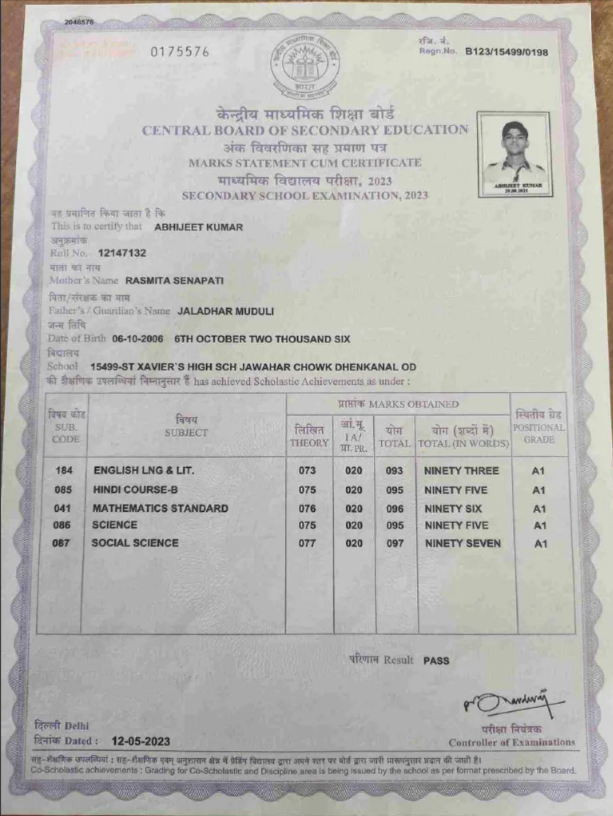 2046576
0175576
रजि. नं.
Regn.No. B123/15499/0198
भारत
केन्द्रीय माध्यमिक शिक्षा बोर्ड
CENTRAL BOARD OF SECONDARY EDUCATION
अंक विवरणिका सह प्रमाण पत्र
MARKS STATEMENT CUM CERTIFICATE
माध्यमिक विद्यालय परीक्षा, 2023
SECONDARY SCHOOL EXAMINATION, 2023
ABHIJEET KUMAR
यह प्रमाणित किया जाता है कि
This is to certify that ABHIJEET KUMAR
अनुक्रमांक
Roll No. 12147132
माता का नाम
Mother's Name RASMITA SENAPATI
पिता/संरक्षक का नाम
Father's / Guardian's Name JALADHAR MUDULI
जन्म तिथि
Date of Birth 06-10-2006 6TH OCTOBER TWO THOUSAND SIX
विद्यालय
School 15499-ST XAVIER`S HIGH SCH JAWAHAR CHOWK DHENKANAL OD
की शैक्षणिक उपलब्धियां निम्नानुसार हैं has achieved Scholastic Achievements as under :
विषय कोड SUB. CODE
विषय SUBJECT
प्राप्तांक MARKS OBTAINED
लिखित THEORY
आं.मू. IA/ प्रा. PR.
योग TOTAL
योग (शब्दों में) TOTAL (IN WORDS)
स्थितीय ग्रेड POSITIONAL GRADE
184 ENGLISH LNG & LIT. 073 020 093 NINETY THREE A1
085 HINDI COURSE-B 075 020 095 NINETY FIVE A1
041 MATHEMATICS STANDARD 076 020 096 NINETY SIX A1
086 SCIENCE 075 020 095 NINETY FIVE A1
087 SOCIAL SCIENCE 077 020 097 NINETY SEVEN A1
परिणाम Result PASS
दिल्ली Delhi
दिनांक Dated : 12-05-2023
परीक्षा नियंत्रक
Controller of Examinations
सह-शैक्षणिक उपलब्धियां : सह-शैक्षणिक एवम् अनुशासन क्षेत्र में ग्रेडिंग विद्यालय द्वारा अपने स्तर पर बोर्ड द्वारा जारी प्रारूपानुसार प्रदान की जाती है।
Co-Scholastic achievements : Grading for Co-Scholastic and Discipline area is being issued by the school as per format prescribed by the Board.